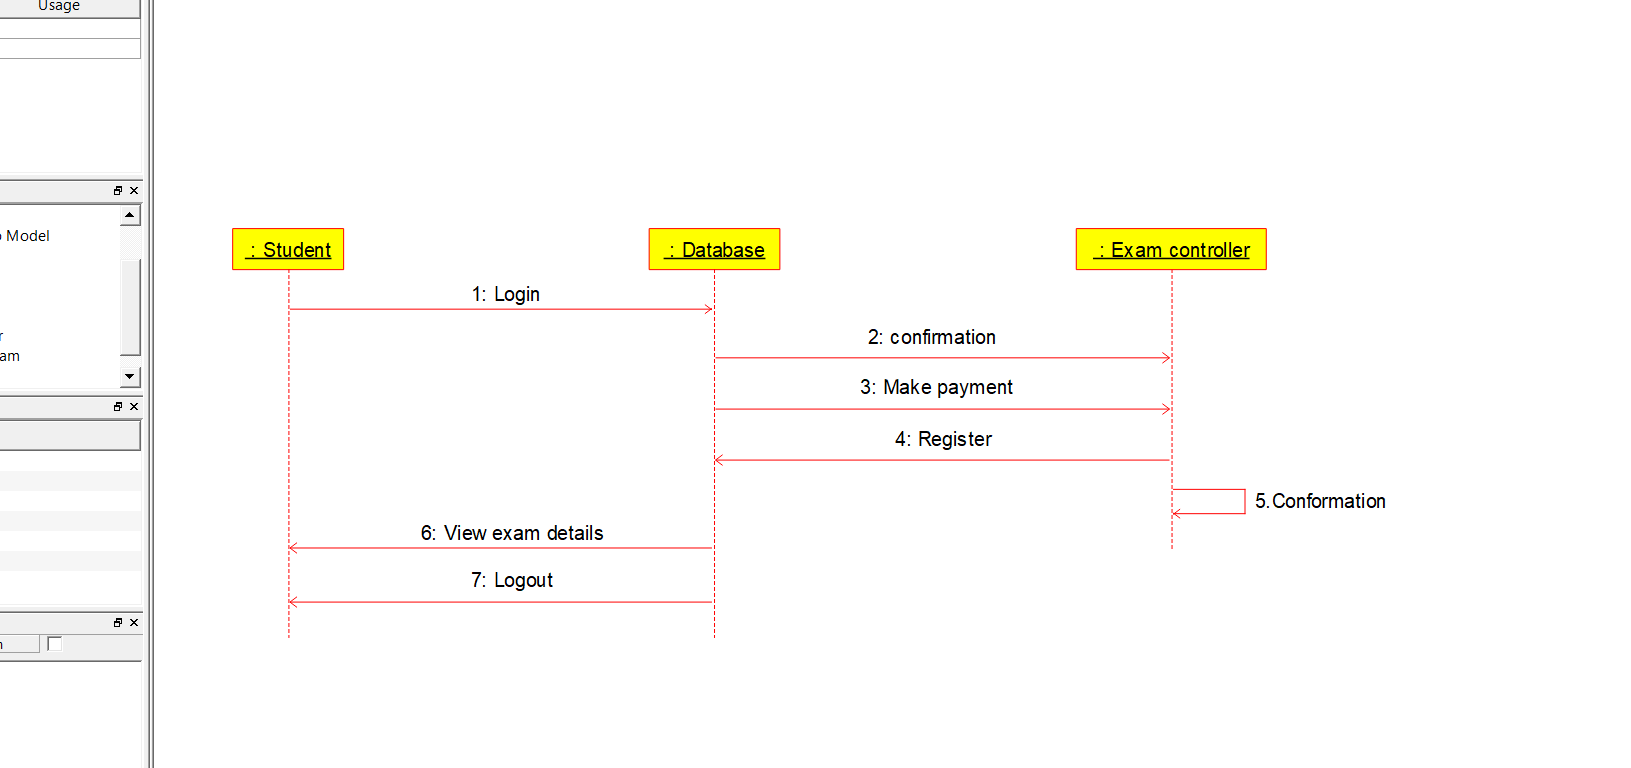 Usage
Model
am
: Student
: Database
: Exam controller
1: Login
2: confirmation
3: Make payment
4: Register
5.Conformation
6: View exam details
7: Logout